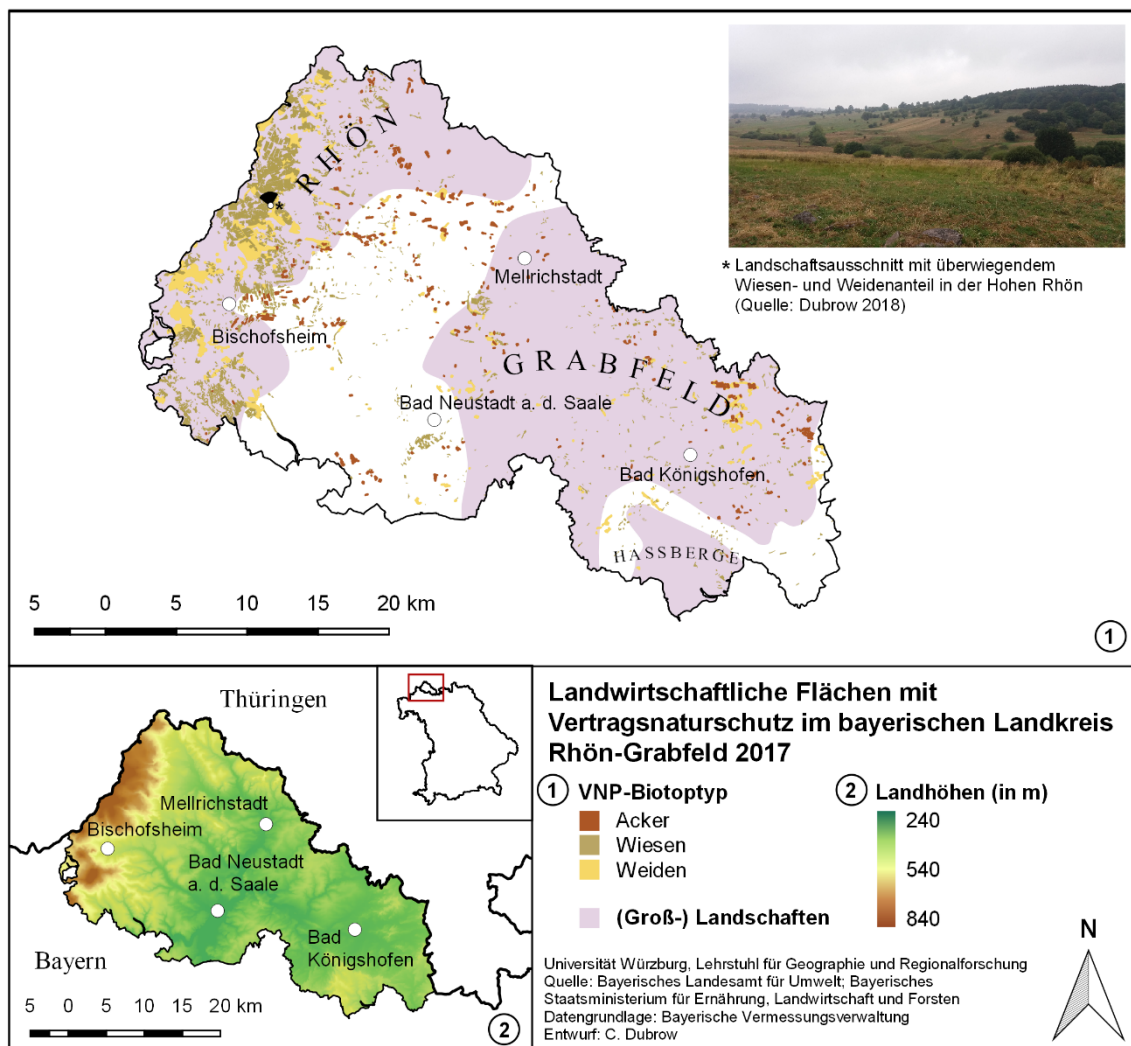 RHÖN
Mellrichstadt
* Landschaftsausschnitt mit überwiegendem
Wiesen- und Weidenanteil in der Hohen Rhön
(Quelle: Dubrow 2018)
*
Bischofsheim
GRABFELD
Bad Neustadt a. d. Saale
Bad Königshofen
HASSBERGE
5 0 5 10 15 20 km
1
Thüringen
Mellrichstadt
Bischofsheim
Bad Neustadt
a. d. Saale
Bad
Königshofen
Bayern
5 0 5 10 15 20 km
2
Landwirtschaftliche Flächen mit
Vertragsnaturschutz im bayerischen Landkreis
Rhön-Grabfeld 2017
1 VNP-Biotoptyp
Acker
Wiesen
Weiden
(Groß-) Landschaften
2 Landhöhen (in m)
240
540
840
N
Universität Würzburg, Lehrstuhl für Geographie und Regionalforschung
Quelle: Bayerisches Landesamt für Umwelt; Bayerisches
Staatsministerium für Ernährung, Landwirtschaft und Forsten
Datengrundlage: Bayerische Vermessungsverwaltung
Entwurf: C. Dubrow